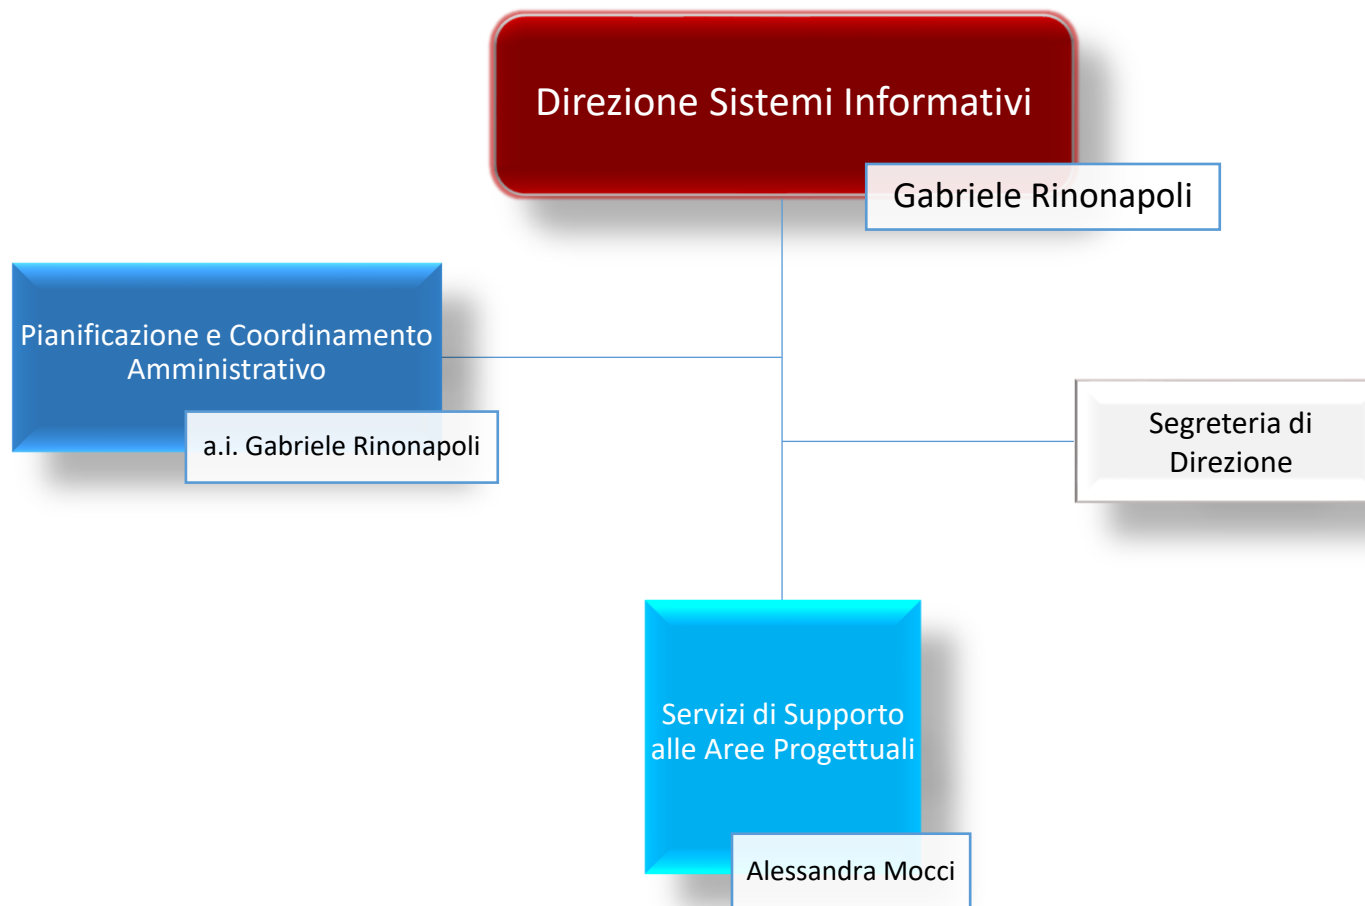 Direzione Sistemi Informativi
Gabriele Rinonapoli
Pianificazione e Coordinamento
Amministrativo
a.i. Gabriele Rinonapoli
Segreteria di
Direzione
Servizi di Supporto
alle Aree Progettuali
Alessandra Mocci